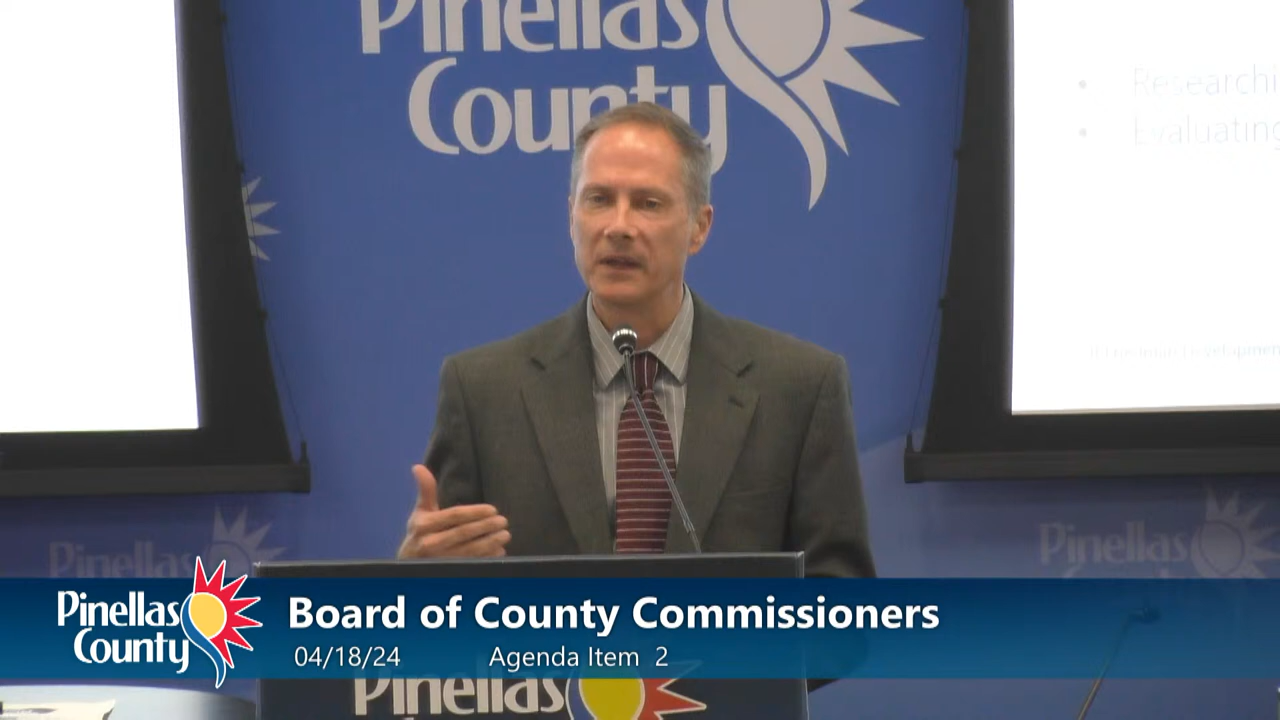 Pinellas
County
• Researchi
• Evaluating
Pinellas
Pinellas
Pinellas
County
Board of County Commissioners
04/18/24 Agenda Item 2
Pinellas